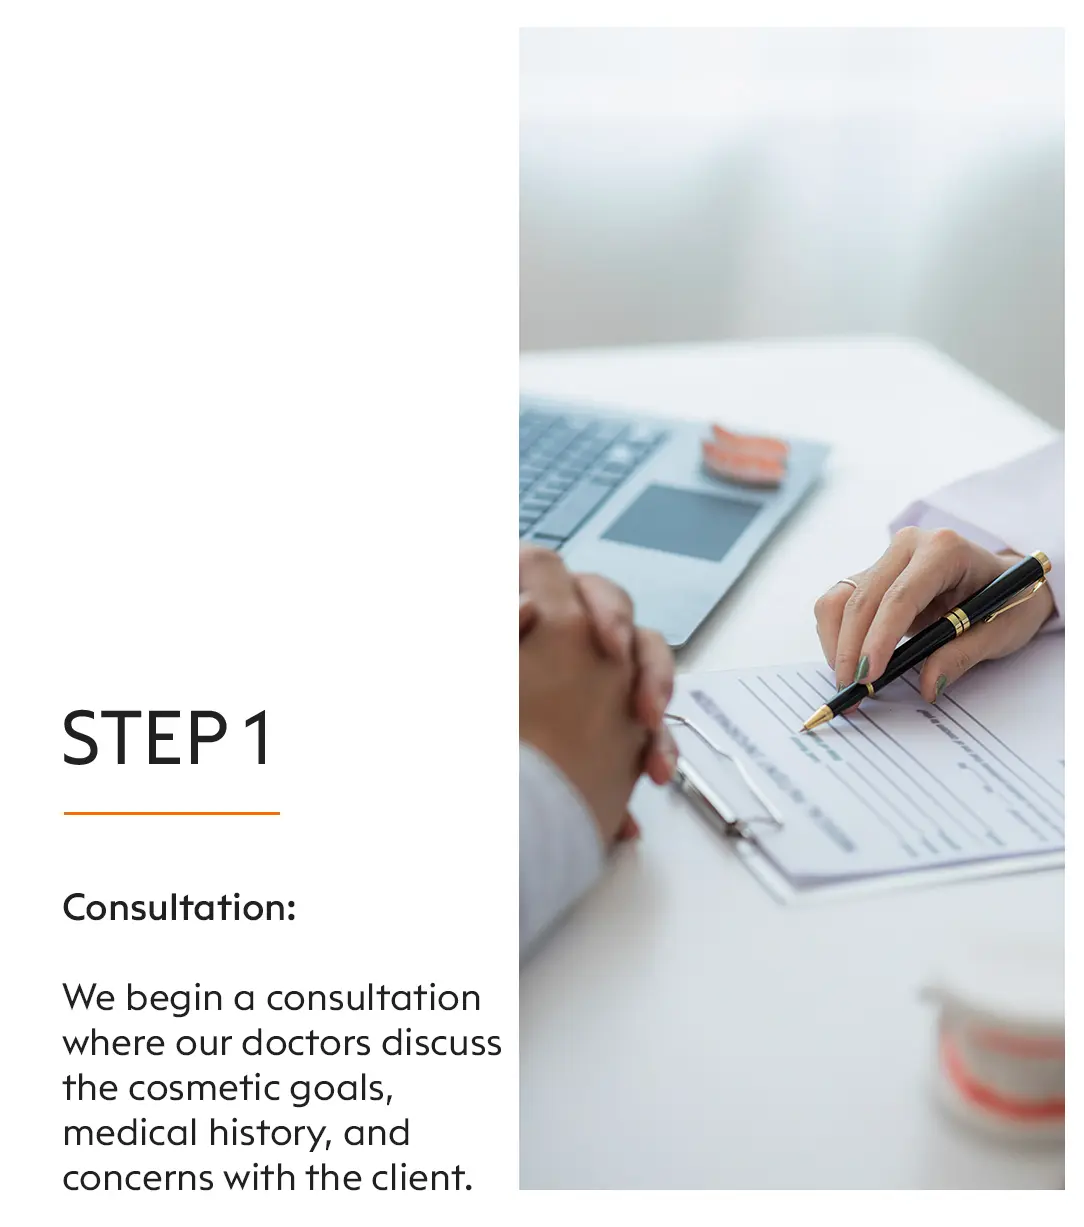 STEP 1
Consultation:
We begin a consultation
where our doctors discuss
the cosmetic goals,
medical history, and
concerns with the client.